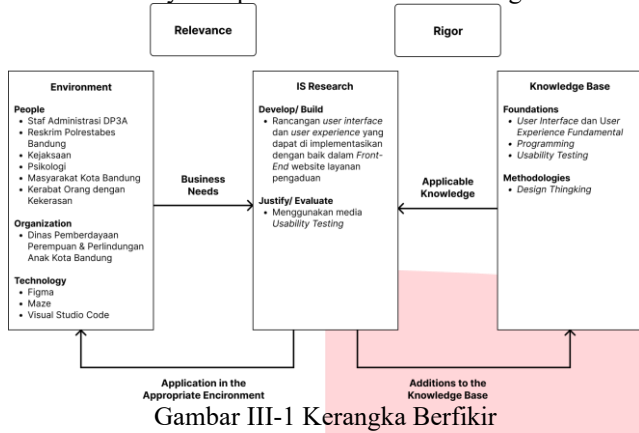 Relevance
Rigor
Environment
People
• Staf Administrasi DP3A
• Reskrim Polrestabes
Bandung
• Kejaksaan
• Psikologi
• Masyarakat Kota Bandung
• Kerabat Orang dengan
Kekerasan
Organization
• Dinas Pemberdayaan
Perempuan & Perlindungan
Anak Kota Bandung
Technology
• Figma
• Maze
• Visual Studio Code
Business
Needs
IS Research
Develop/ Build
• Rancangan user interface
dan user experience yang
dapat di implementasikan
dengan baik dalam Front-
End website layanan
pengaduan
Justify/ Evaluate
• Menggunakan media
Usability Testing
Applicable
Knowledge
Knowledge Base
Foundations
• User Interface dan User
Experience Fundamental
• Programming
• Usability Testing
Methodologies
• Design Thingking
Application in the
Appropriate Encironment
Additions to the
Knowledge Base
Gambar III-1 Kerangka Berfikir